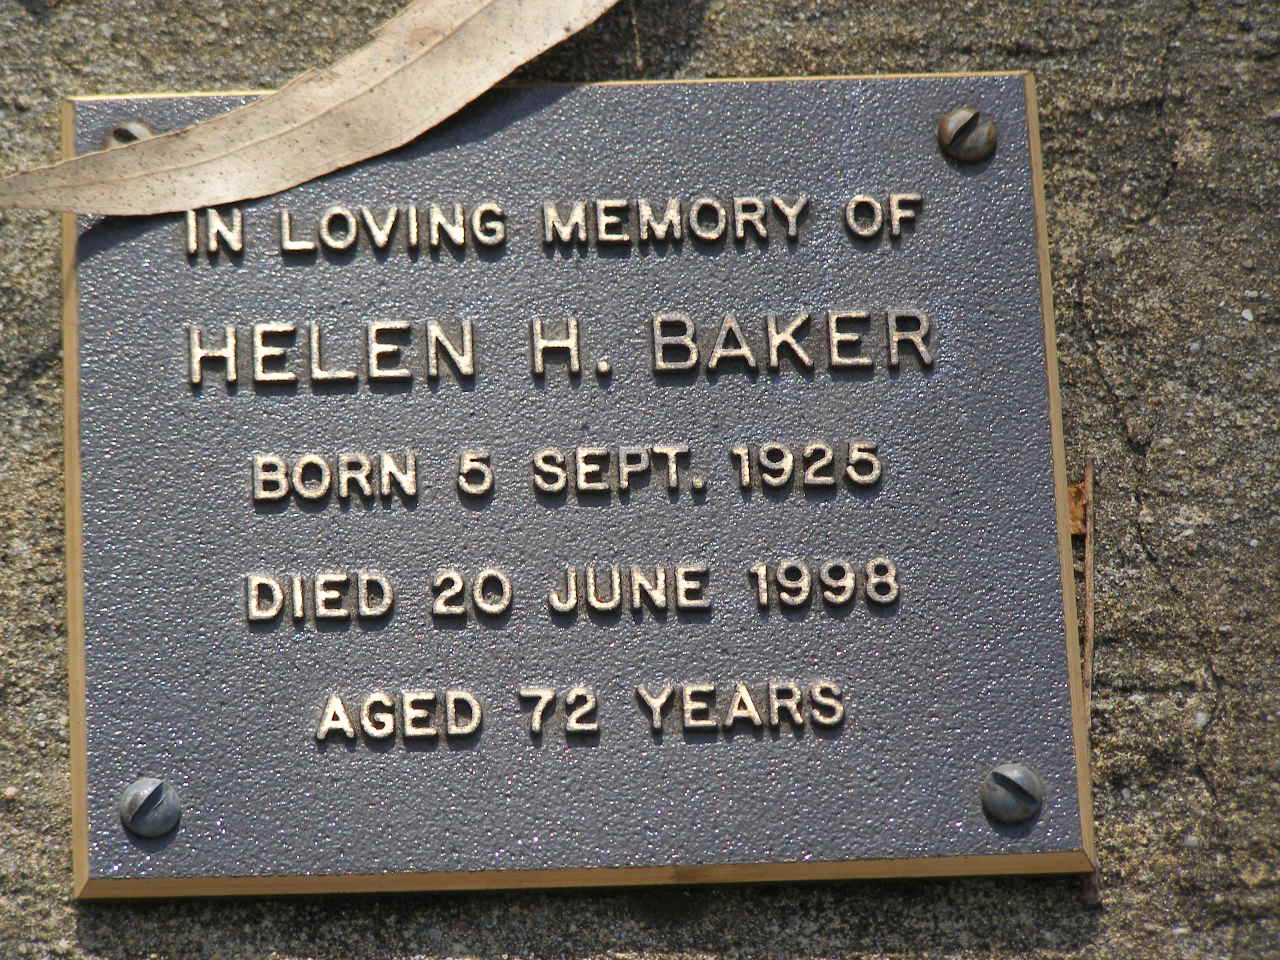 IN LOVING MEMORY OF
HELEN H. BAKER
BORN 5 SEPT. 1925
DIED 20 JUNE 1998
AGED 72 YEARS